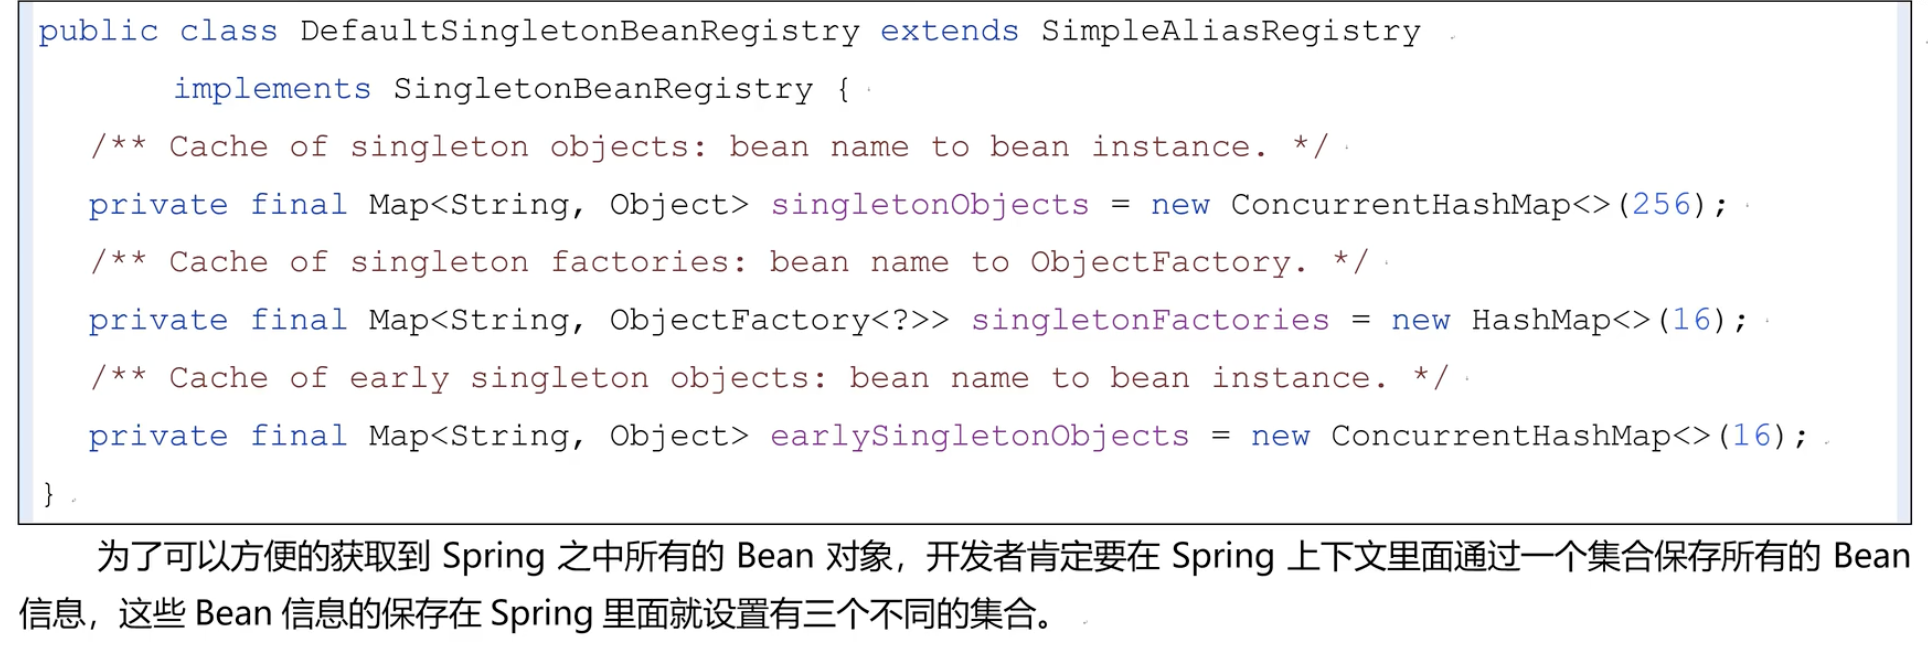 public class DefaultSingletonBeanRegistry extends SimpleAliasRegistry
implements SingletonBeanRegistry {
/** Cache of singleton objects: bean name to bean instance. */
private final Map<String, Object> singletonObjects = new ConcurrentHashMap<>(256);
/** Cache of singleton factories: bean name to ObjectFactory. */
private final Map<String, ObjectFactory<?>> singletonFactories = new HashMap<>(16);
/** Cache of early singleton objects: bean name to bean instance. */
private final Map<String, Object> earlySingletonObjects = new ConcurrentHashMap<>(16);
}
为了可以方便的获取到 Spring 之中所有的 Bean 对象，开发者肯定要在 Spring 上下文里面通过一个集合保存所有的 Bean
信息，这些 Bean 信息的保存在 Spring 里面就设置有三个不同的集合。